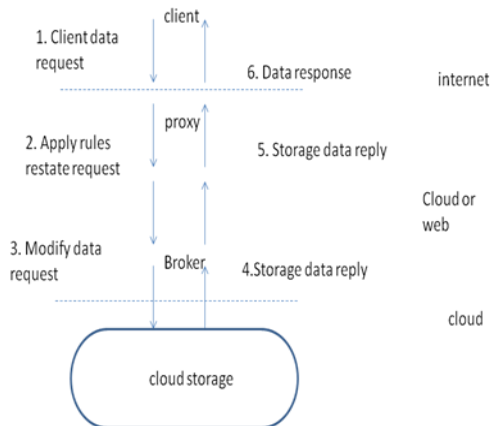 client
1. Client data
request
6. Data response
internet
proxy
2. Apply rules
restate request
5. Storage data reply
Cloud or
web
3. Modify data
request
Broker
4.Storage data reply
cloud
cloud storage